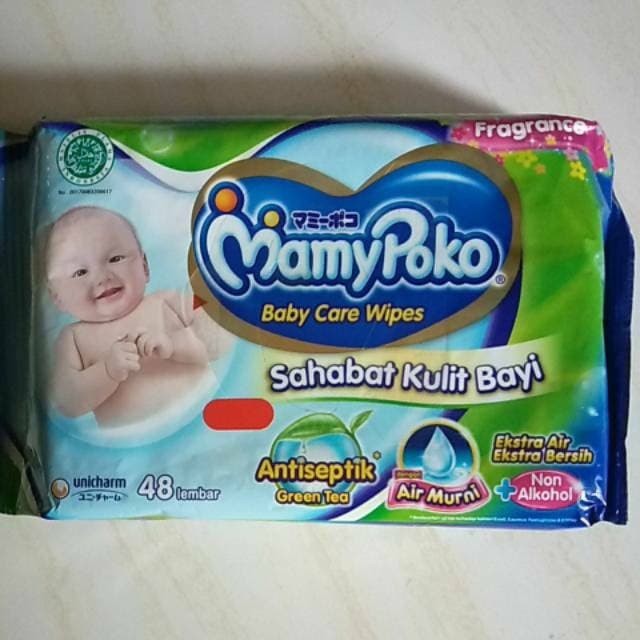 Fragrance
マミーポコ
MamyPoko
Baby Care Wipes
Sahabat Kulit Bayi
Antiseptik*
Green Tea
Air Murni
Ekstra Air
Ekstra Bersih
+ Non
Alkohol
unicharm
ユニ・チャーム
48 lembar